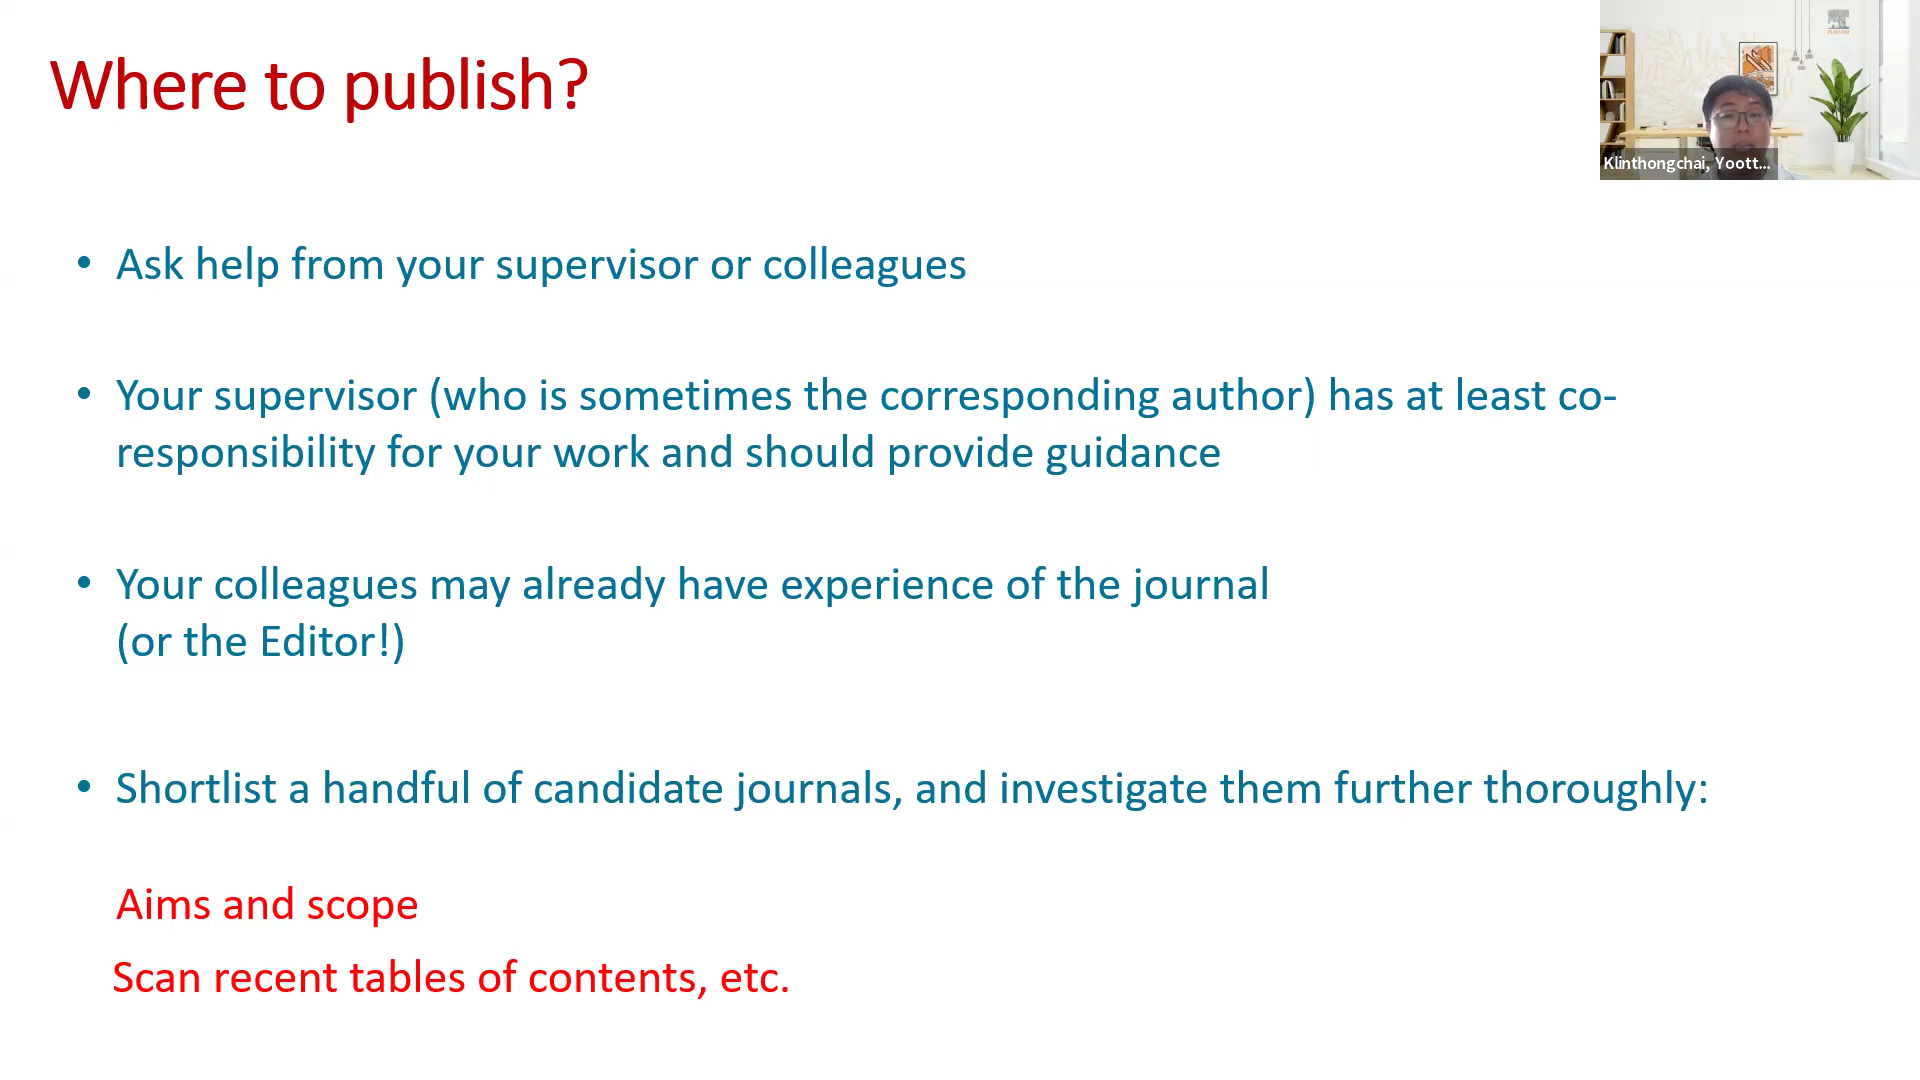 Where to publish?
ELSEVIER
Klinthongchai, Yoott...
• Ask help from your supervisor or colleagues
• Your supervisor (who is sometimes the corresponding author) has at least co-
responsibility for your work and should provide guidance
• Your colleagues may already have experience of the journal
(or the Editor!)
• Shortlist a handful of candidate journals, and investigate them further thoroughly:
Aims and scope
Scan recent tables of contents, etc.